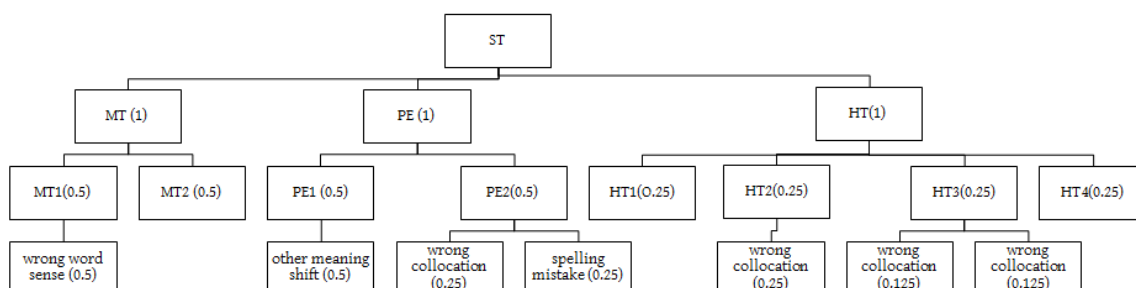 ST
MT (1)
PE (1)
HT(1)
MT1(0.5)
MT2 (0.5)
PE1 (0.5)
PE2(0.5)
HT1(O.25)
HT2(0.25)
HT3(0.25)
HT4(0.25)
wrong word
sense (0.5)
other meaning
shift (0.5)
wrong
collocation
(0.25)
spelling
mistake (0.25)
wrong
collocation
(0.25)
wrong
collocation
(0.125)
wrong
collocation
(0.125)